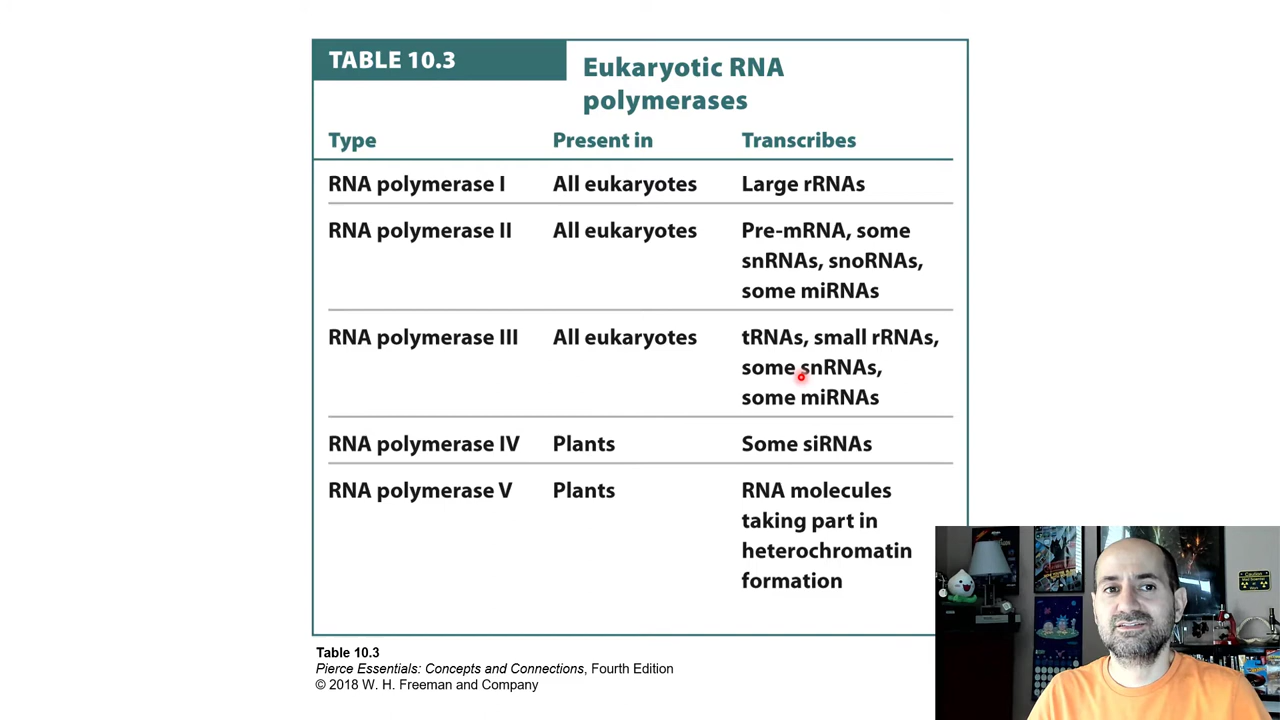 TABLE 10.3
Eukaryotic RNA
polymerases
Type Present in Transcribes
RNA polymerase I All eukaryotes Large rRNAs
RNA polymerase II All eukaryotes Pre-mRNA, some
snRNAs, snoRNAs,
some miRNAs
RNA polymerase III All eukaryotes tRNAs, small rRNAs,
some snRNAs,
some miRNAs
RNA polymerase IV Plants Some siRNAs
RNA polymerase V Plants RNA molecules
taking part in
heterochromatin
formation
Table 10.3
Pierce Essentials: Concepts and Connections, Fourth Edition
© 2018 W. H. Freeman and Company